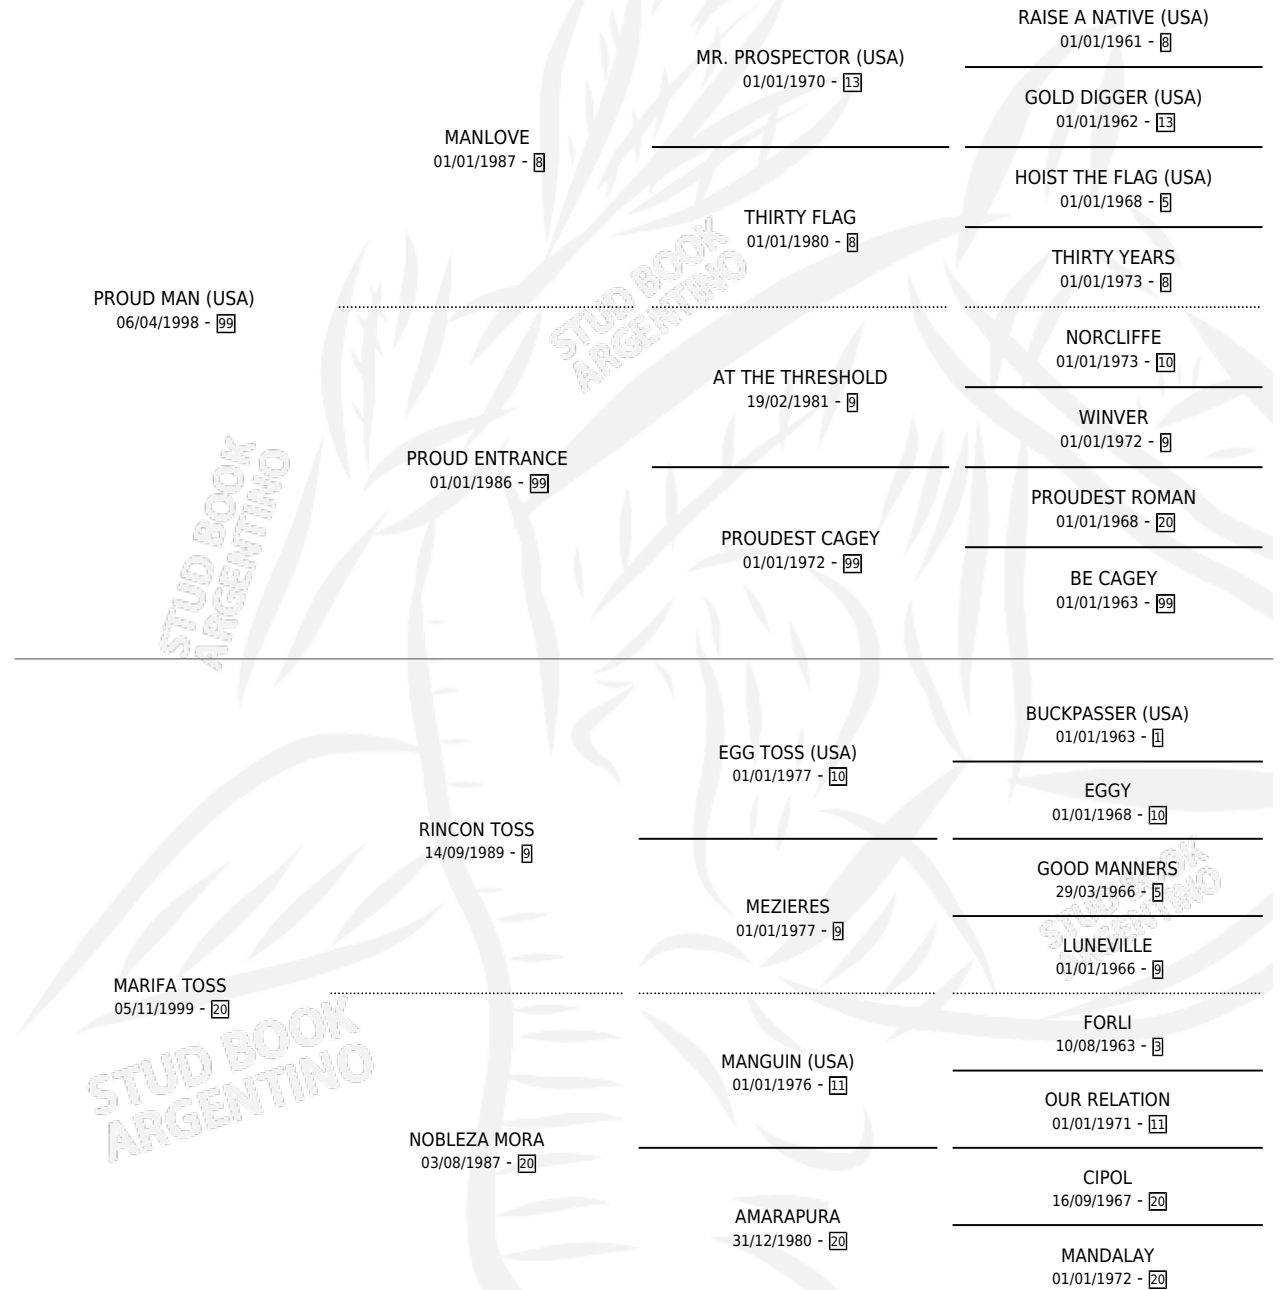 RAISE A NATIVE (USA)
01/01/1961 - 8
MR. PROSPECTOR (USA)
01/01/1970 - 13
GOLD DIGGER (USA)
01/01/1962 - 13
MANLOVE
01/01/1987 - 8
HOIST THE FLAG (USA)
01/01/1968 - 5
THIRTY FLAG
01/01/1980 - 8
THIRTY YEARS
01/01/1973 - 8
STUD BOOK
ARGENTINO
PROUD MAN (USA)
06/04/1998 - 99
NORCLIFFE
01/01/1973 - 10
AT THE THRESHOLD
19/02/1981 - 9
WINVER
01/01/1972 - 9
PROUD ENTRANCE
01/01/1986 - 99
PROUDEST ROMAN
01/01/1968 - 20
PROUDEST CAGEY
01/01/1972 - 99
BE CAGEY
01/01/1963 - 99
STUD BOOK
ARGENTINO
BUCKPASSER (USA)
01/01/1963 - 1
EGG TOSS (USA)
01/01/1977 - 10
EGGY
01/01/1968 - 10
RINCON TOSS
14/09/1989 - 9
GOOD MANNERS
29/03/1966 - 5
MEZIERES
01/01/1977 - 9
LUNEVILLE
01/01/1966 - 9
STUD BOOK
ARGENTINO
MARIFA TOSS
05/11/1999 - 20
FORLI
10/08/1963 - 3
MANGUIN (USA)
01/01/1976 - 11
OUR RELATION
01/01/1971 - 11
STUD BOOK
ARGENTINO
NOBLEZA MORA
03/08/1987 - 20
CIPOL
16/09/1967 - 20
AMARAPURA
31/12/1980 - 20
MANDALAY
01/01/1972 - 20